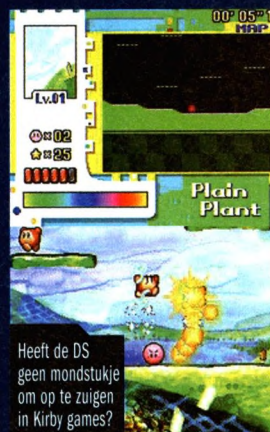 00'05"1
MAP
Lv.01
×02
×25
Plain
Plant
Heeft de DS
geen mondstukje
om op te zuigen
in Kirby games?